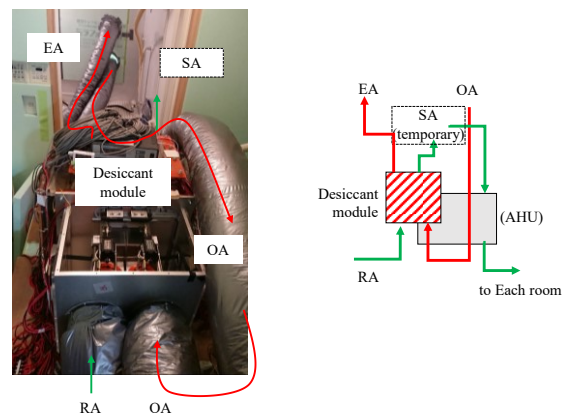 EA
SA
Desiccant
module
OA
RA
OA
EA
OA
SA
(temporary)
Desiccant
module
(AHU)
RA
to Each room